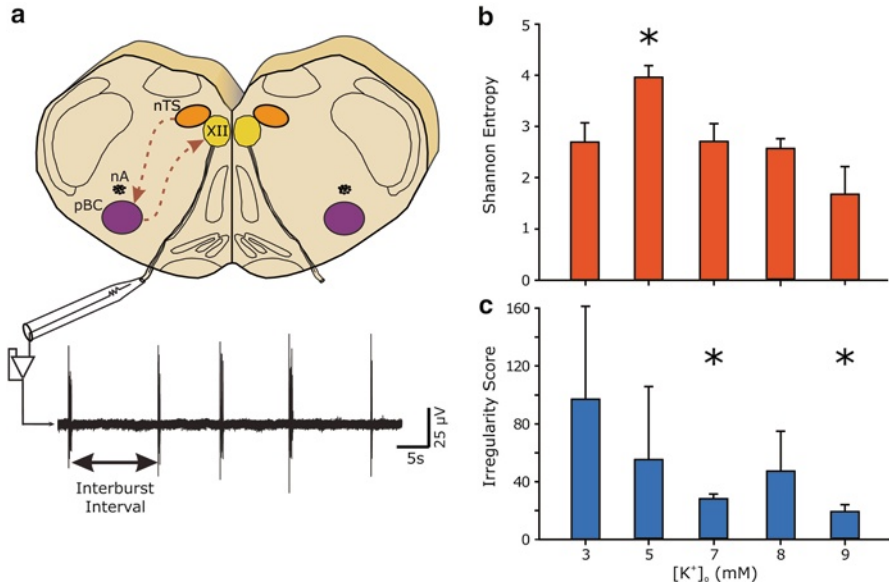 a
nTS
XII
nA
pBC
25 μV
5s
Interburst
Interval
b
Shannon Entropy
5
4
3
2
1
0
*
c
Irregularity Score
160
120
80
40
0
*
*
3 5 7 8 9
[K⁺]ₒ (mM)